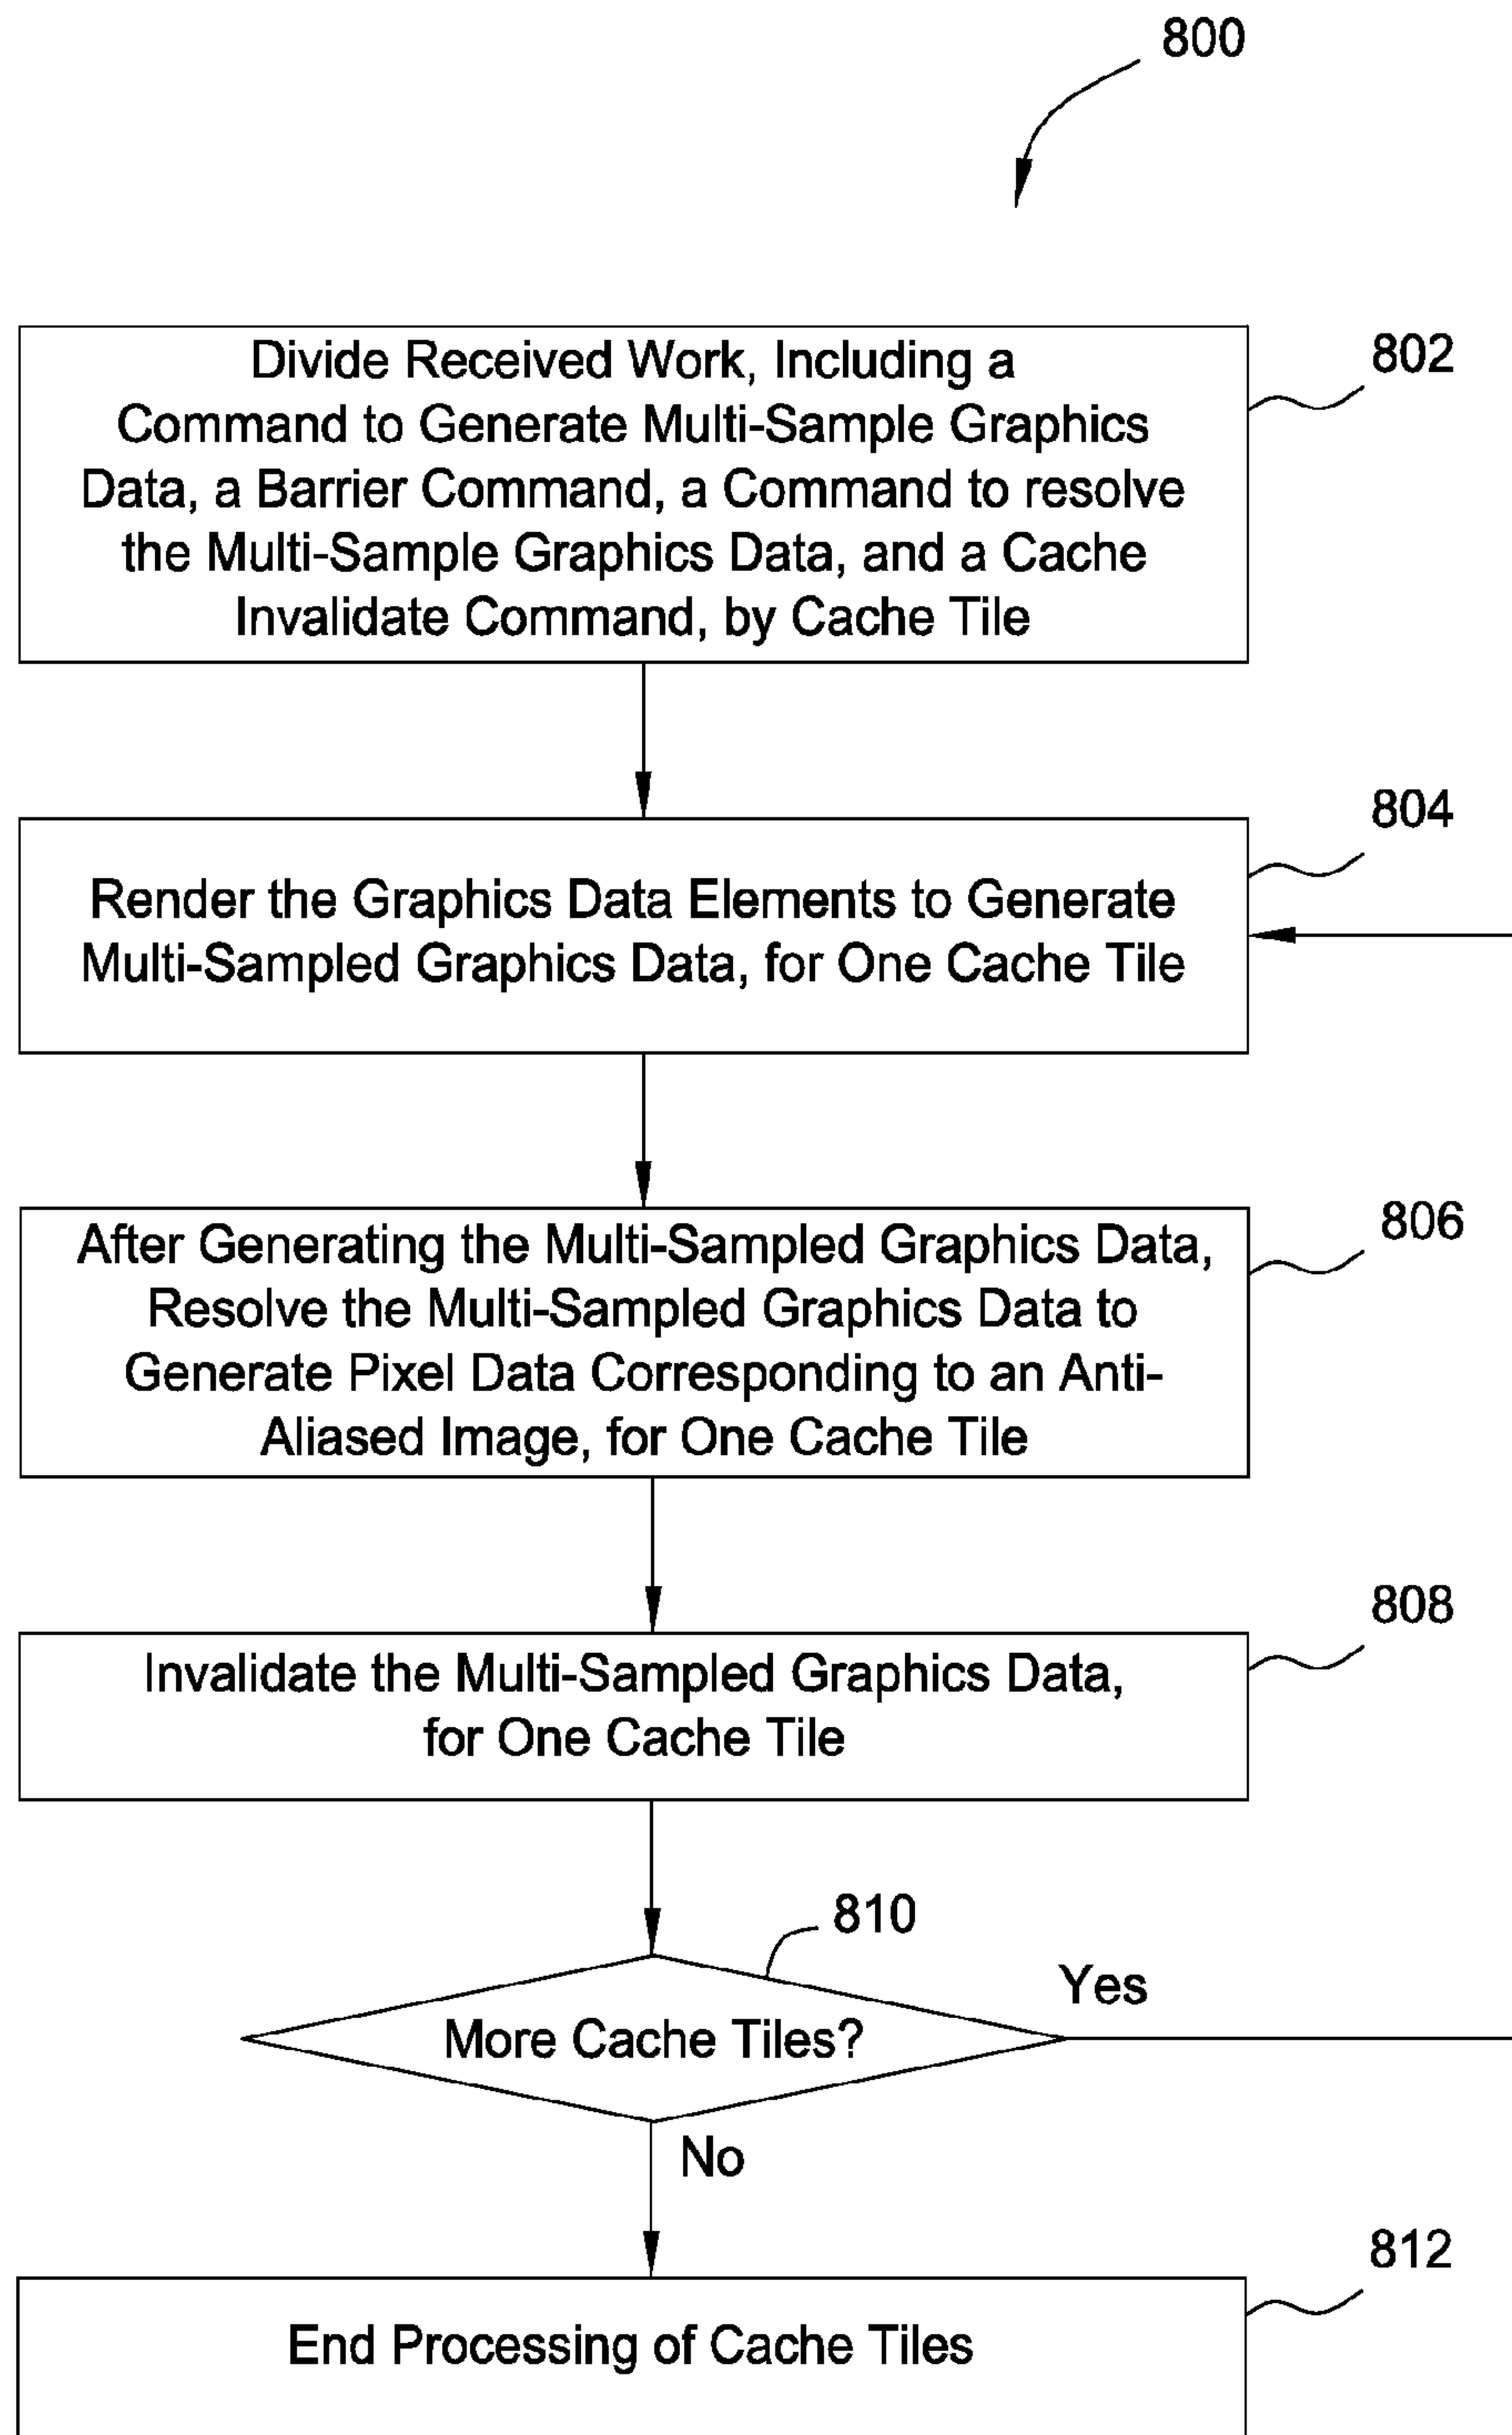 800
Divide Received Work, Including a
Command to Generate Multi-Sample Graphics
Data, a Barrier Command, a Command to resolve
the Multi-Sample Graphics Data, and a Cache
Invalidate Command, by Cache Tile
802
Render the Graphics Data Elements to Generate
Multi-Sampled Graphics Data, for One Cache Tile
804
After Generating the Multi-Sampled Graphics Data,
Resolve the Multi-Sampled Graphics Data to
Generate Pixel Data Corresponding to an Anti-
Aliased Image, for One Cache Tile
806
Invalidate the Multi-Sampled Graphics Data,
for One Cache Tile
808
810
More Cache Tiles?
Yes
No
End Processing of Cache Tiles
812